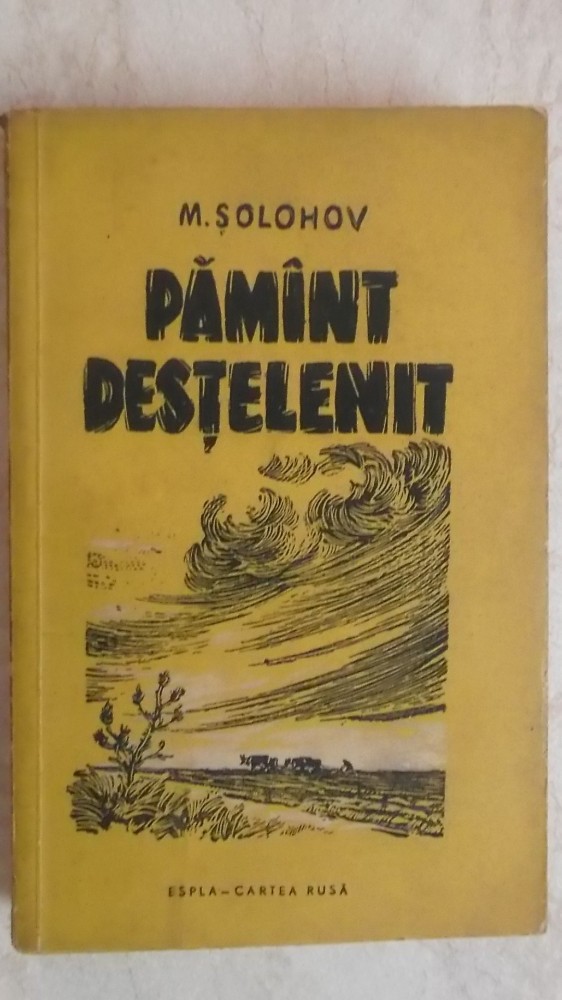 M. ȘOLOHOV
PĂMÎNT
DESȚELENIT
ESPLA – CARTEA RUSĂ